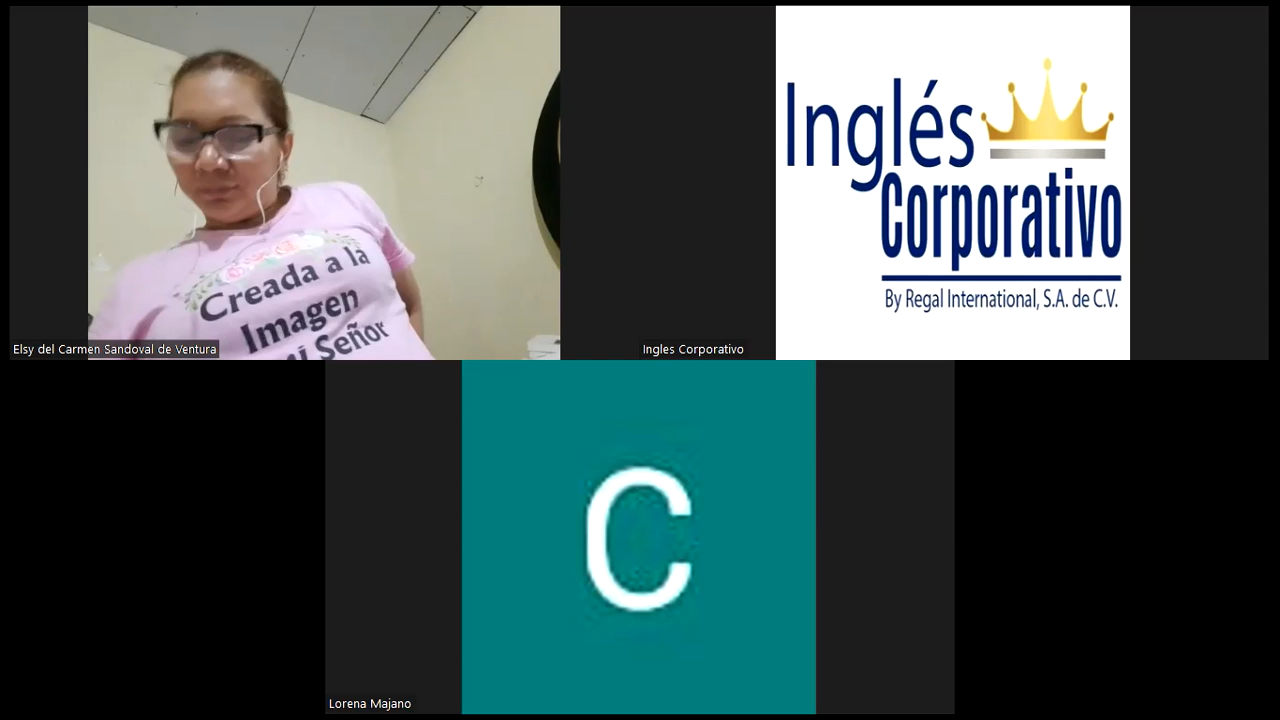 Creada a la
Imagen
mi Señor
Elsy del Carmen Sandoval de Ventura
Inglés
Corporativo
By Regal International, S.A. de C.V.
Ingles Corporativo
C
Lorena Majano